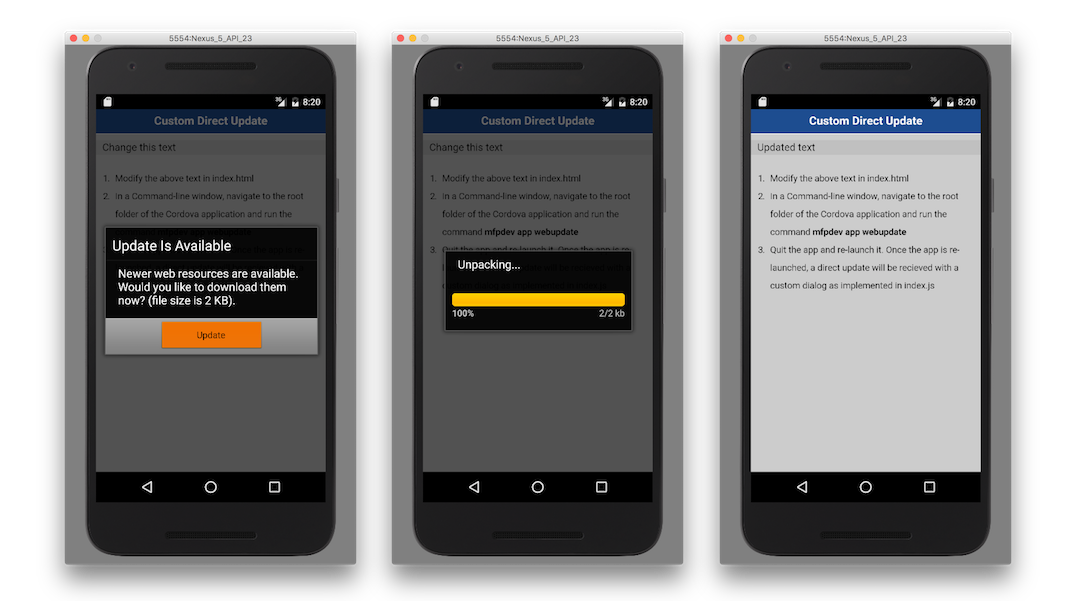 5554:Nexus_5_API_23
3G 8:20
Custom Direct Update
Change this text
1. Modify the above text in index.html
2. In a Command-line window, navigate to the root
folder of the Cordova application and run the
Update Is Available
Newer web resources are available.
Would you like to download them
now? (file size is 2 KB).
Update
5554:Nexus_5_API_23
3G 8:20
Custom Direct Update
Change this text
1. Modify the above text in index.html
2. In a Command-line window, navigate to the root
folder of the Cordova application and run the
command mfpdev app webupdate
3. Quit the app and re-launch it. Once the app is re-
Unpacking...
100% 2/2 kb
5554:Nexus_5_API_23
3G 8:20
Custom Direct Update
Updated text
1. Modify the above text in index.html
2. In a Command-line window, navigate to the root
folder of the Cordova application and run the
command mfpdev app webupdate
3. Quit the app and re-launch it. Once the app is re-
launched, a direct update will be recieved with a
custom dialog as implemented in index.js